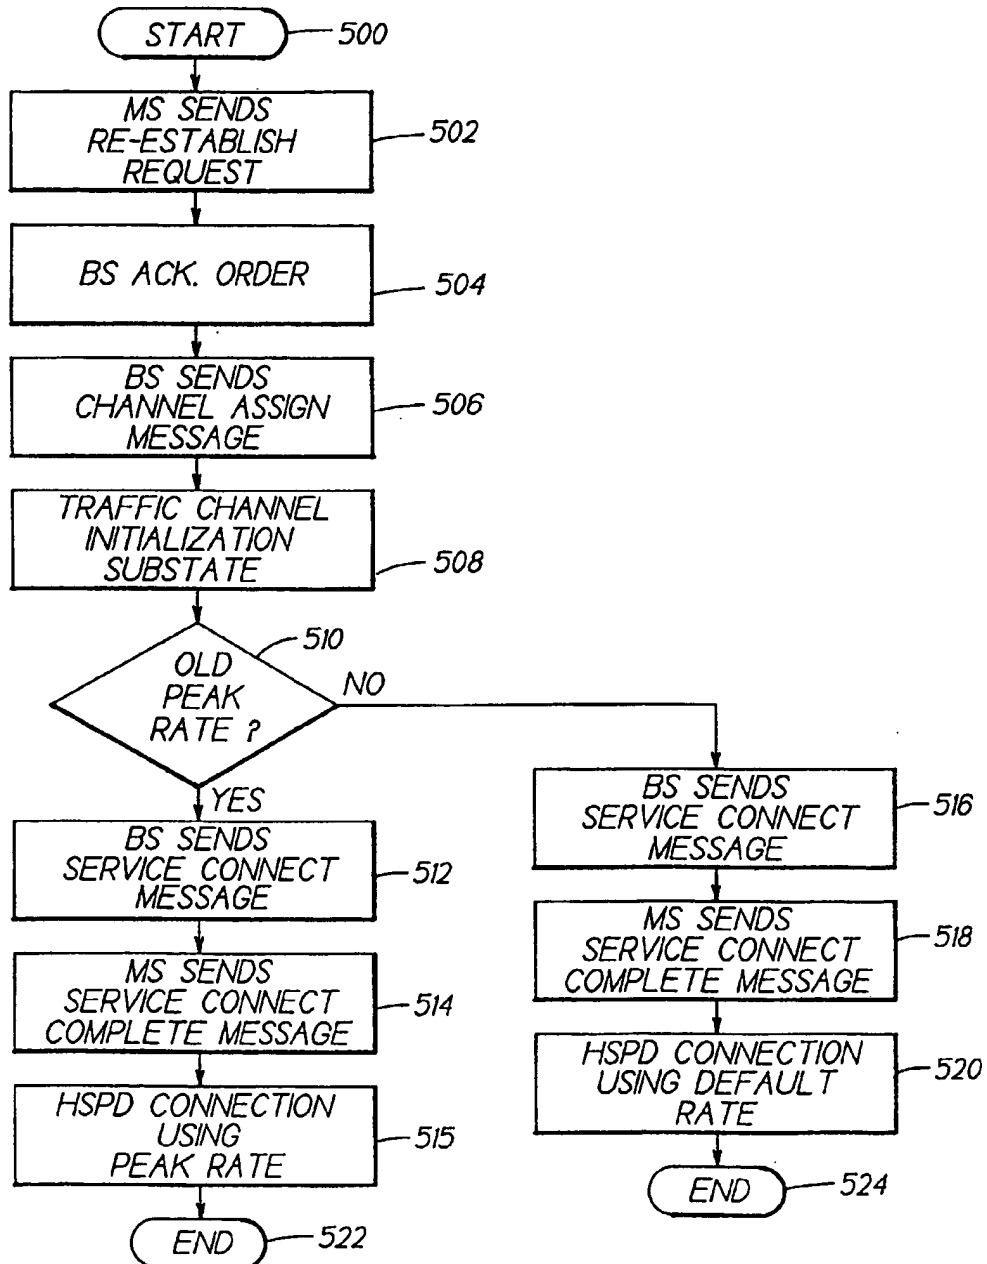 START
500
MS SENDS
RE-ESTABLISH
REQUEST
502
BS ACK. ORDER
504
BS SENDS
CHANNEL ASSIGN
MESSAGE
506
TRAFFIC CHANNEL
INITIALIZATION
SUBSTATE
508
510
OLD
PEAK
RATE ?
NO
YES
BS SENDS
SERVICE CONNECT
MESSAGE
512
MS SENDS
SERVICE CONNECT
COMPLETE MESSAGE
514
HSPD CONNECTION
USING
PEAK RATE
515
END
522
BS SENDS
SERVICE CONNECT
MESSAGE
516
MS SENDS
SERVICE CONNECT
COMPLETE MESSAGE
518
HSPD CONNECTION
USING DEFAULT
RATE
520
END
524